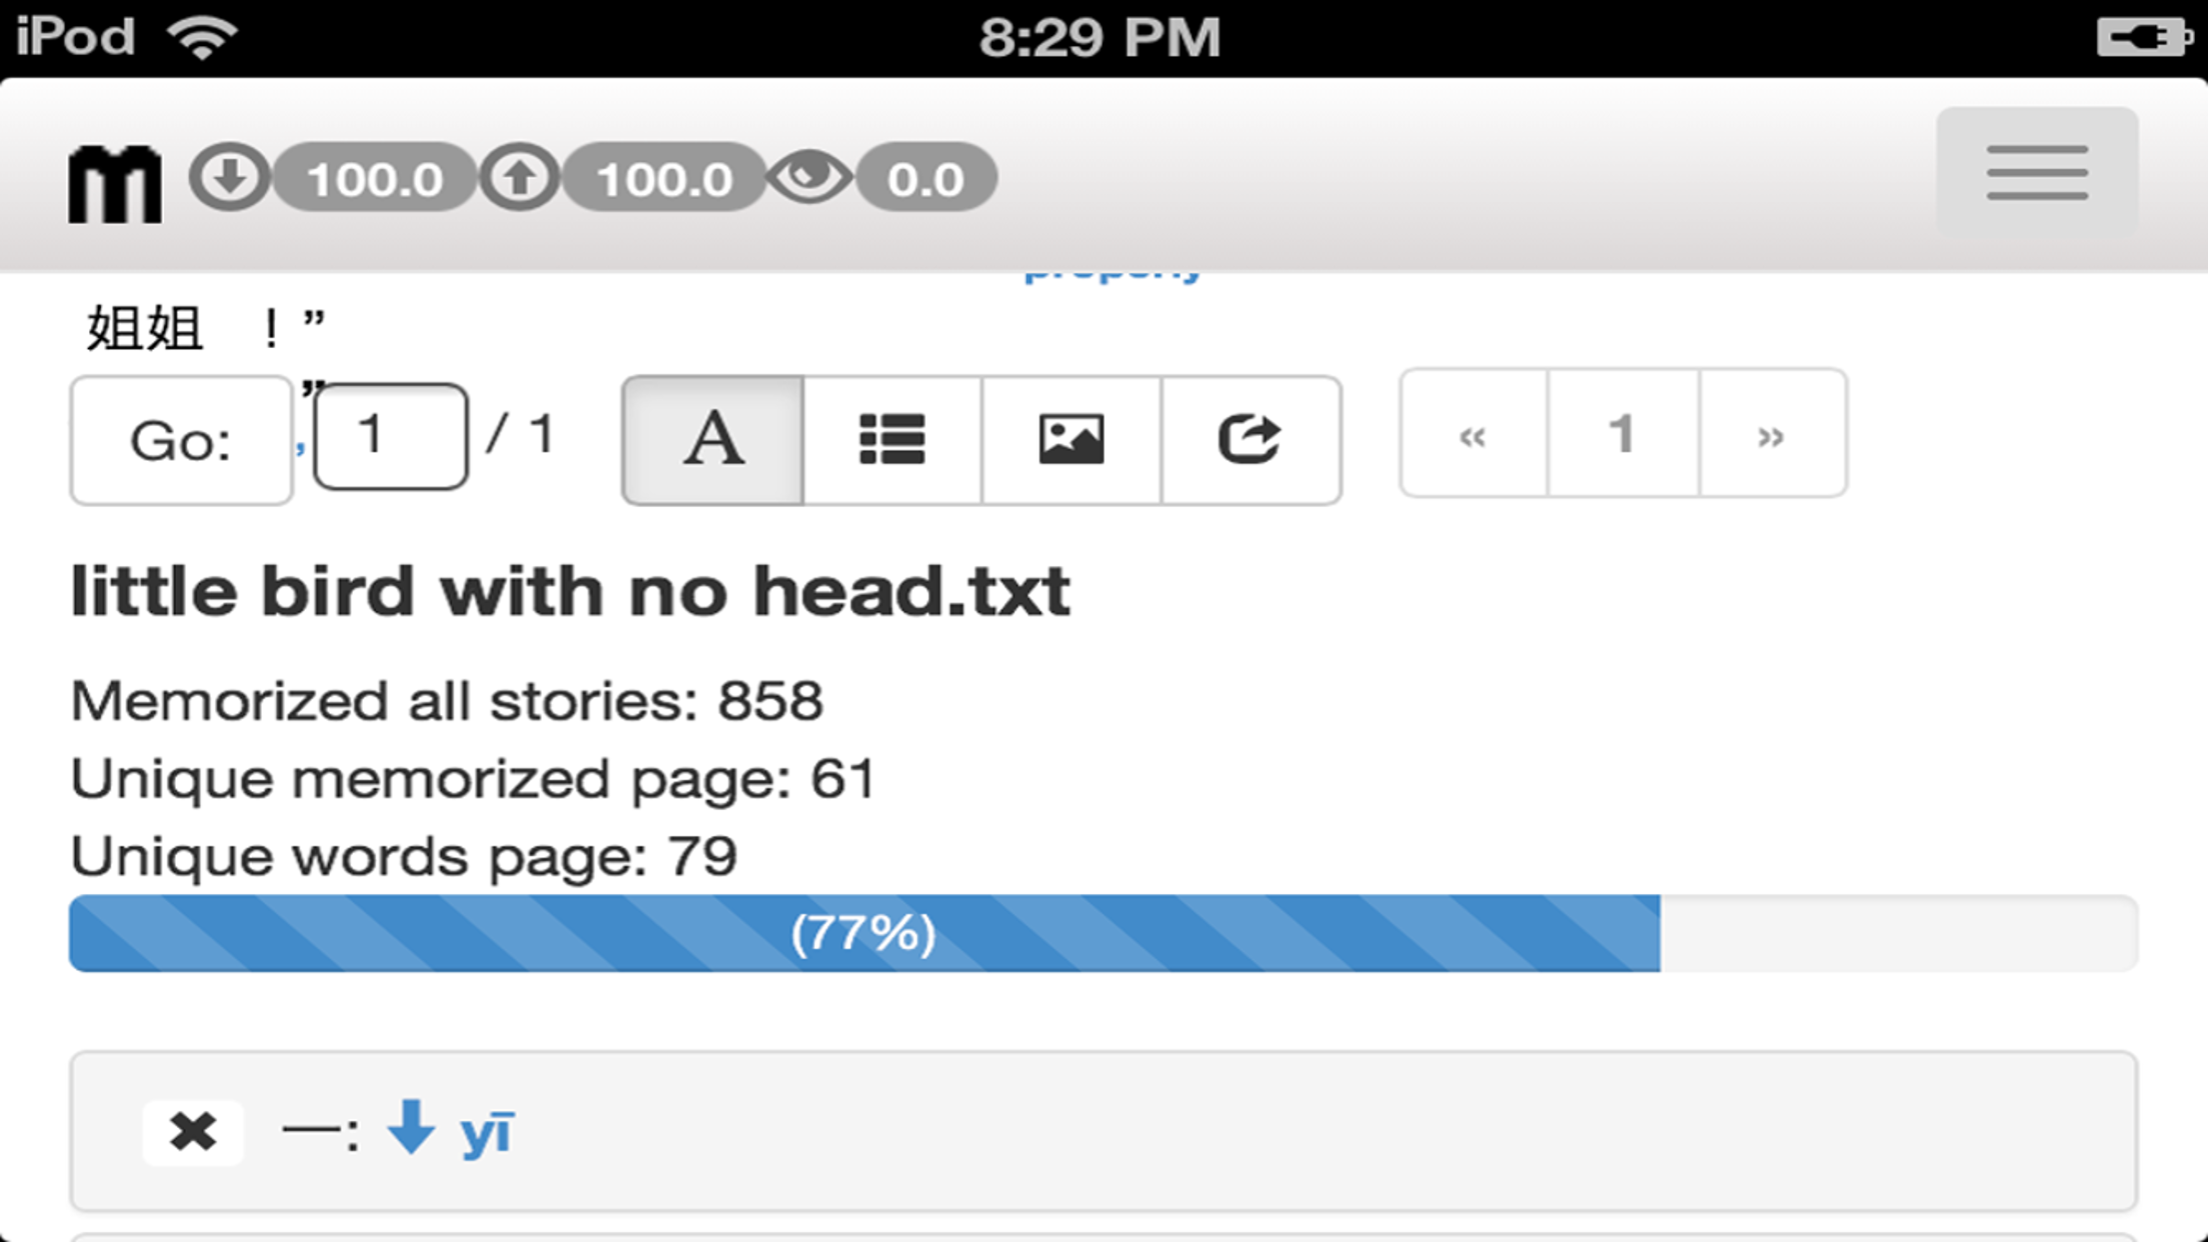 iPod 8:29 PM
m 100.0 100.0 0.0
properly
姐姐 ！”
”
Go: , 1 / 1 A « 1 »
little bird with no head.txt
Memorized all stories: 858
Unique memorized page: 61
Unique words page: 79
(77%)
一: yī